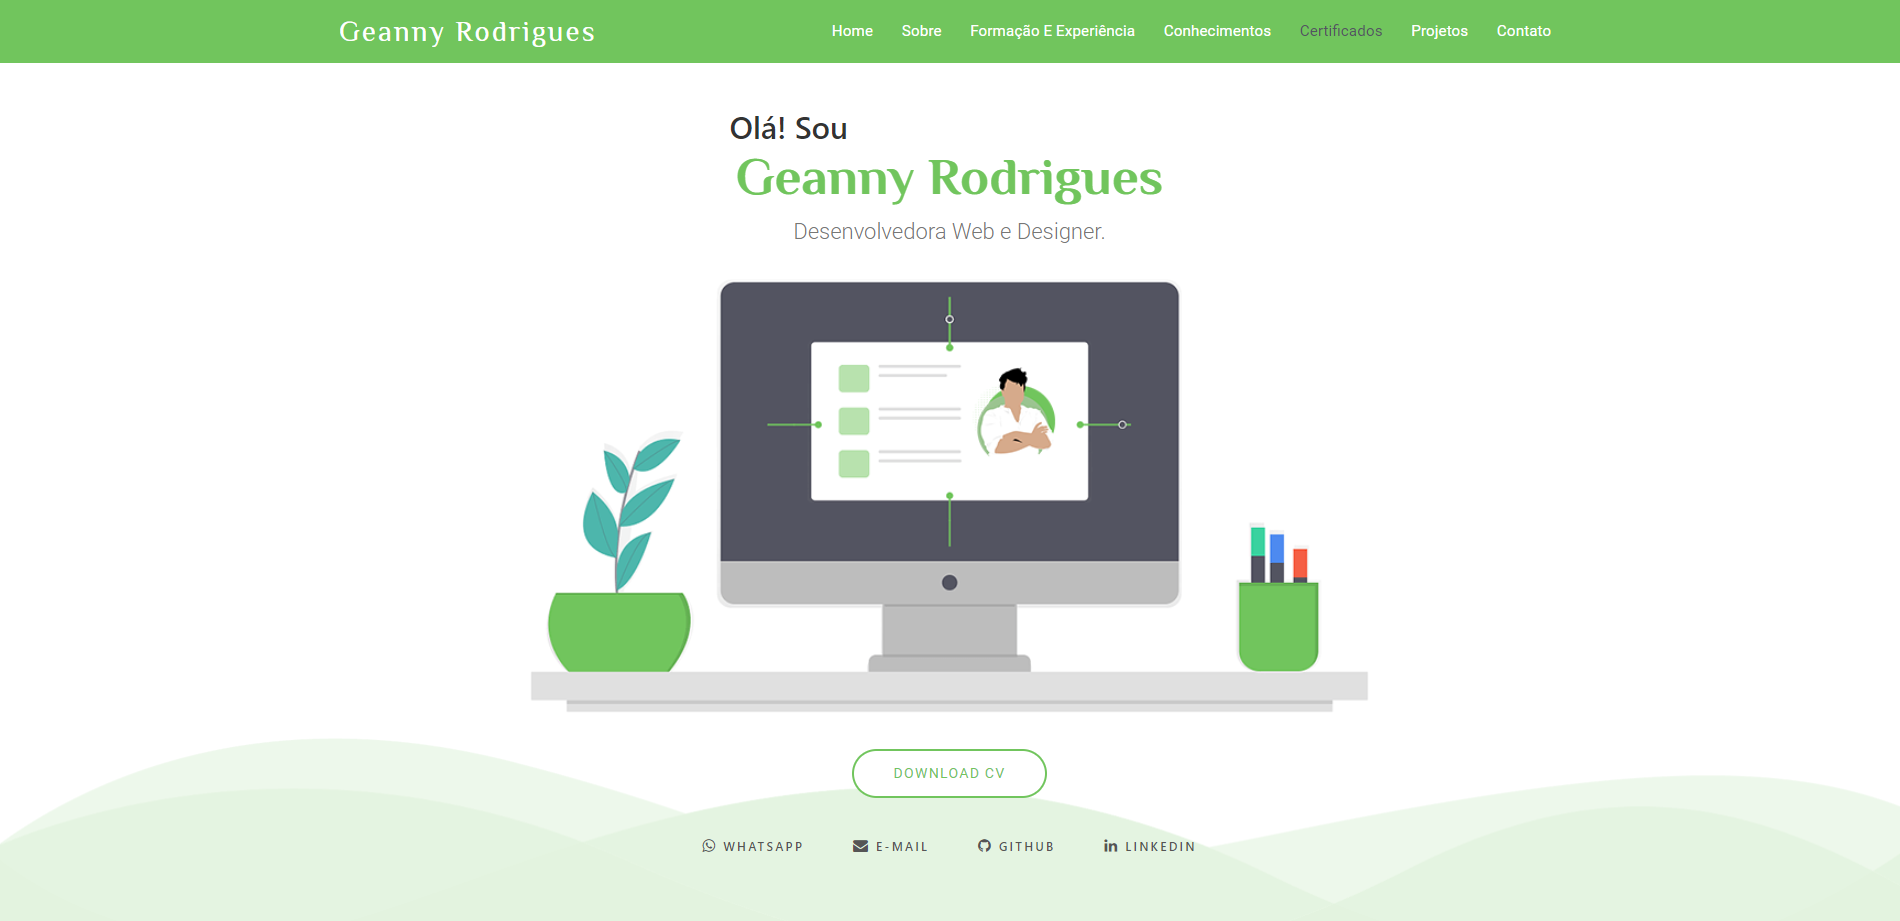 Geanny Rodrigues
Home Sobre Formação E Experiência Conhecimentos Certificados Projetos Contato
Olá! Sou
Geanny Rodrigues
Desenvolvedora Web e Designer.
DOWNLOAD CV
WHATSAPP E-MAIL GITHUB LINKEDIN